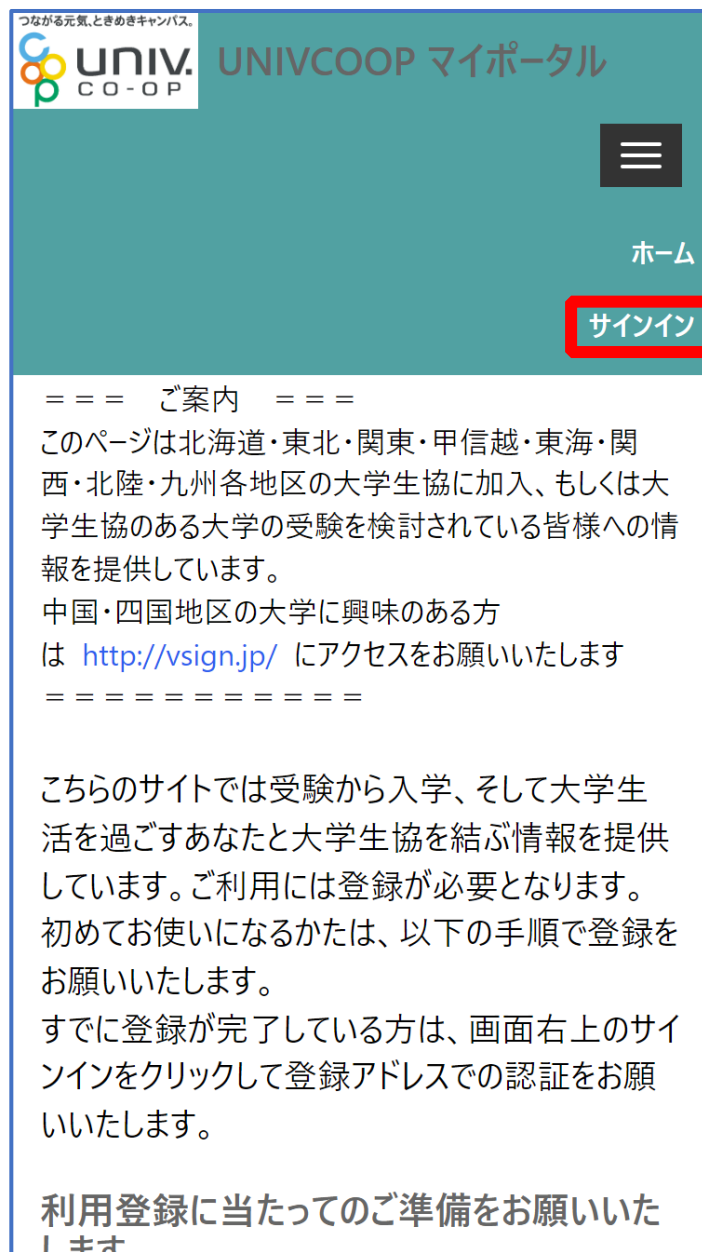 つながる元気、ときめきキャンパス。
UNIV.
CO-OP
UNIVCOOP マイポータル
ホーム
サインイン
＝＝＝　ご案内　＝＝＝
このページは北海道・東北・関東・甲信越・東海・関
西・北陸・九州各地区の大学生協に加入、もしくは大
学生協のある大学の受験を検討されている皆様への情
報を提供しています。
中国・四国地区の大学に興味のある方
は http://vsign.jp/ にアクセスをお願いいたします
＝＝＝＝＝＝＝＝＝＝＝
こちらのサイトでは受験から入学、そして大学生
活を過ごすあなたと大学生協を結ぶ情報を提供
しています。ご利用には登録が必要となります。
初めてお使いになるかたは、以下の手順で登録を
お願いいたします。
すでに登録が完了している方は、画面右上のサイ
ンインをクリックして登録アドレスでの認証をお願
いいたします。
利用登録に当たってのご準備をお願いいた
します